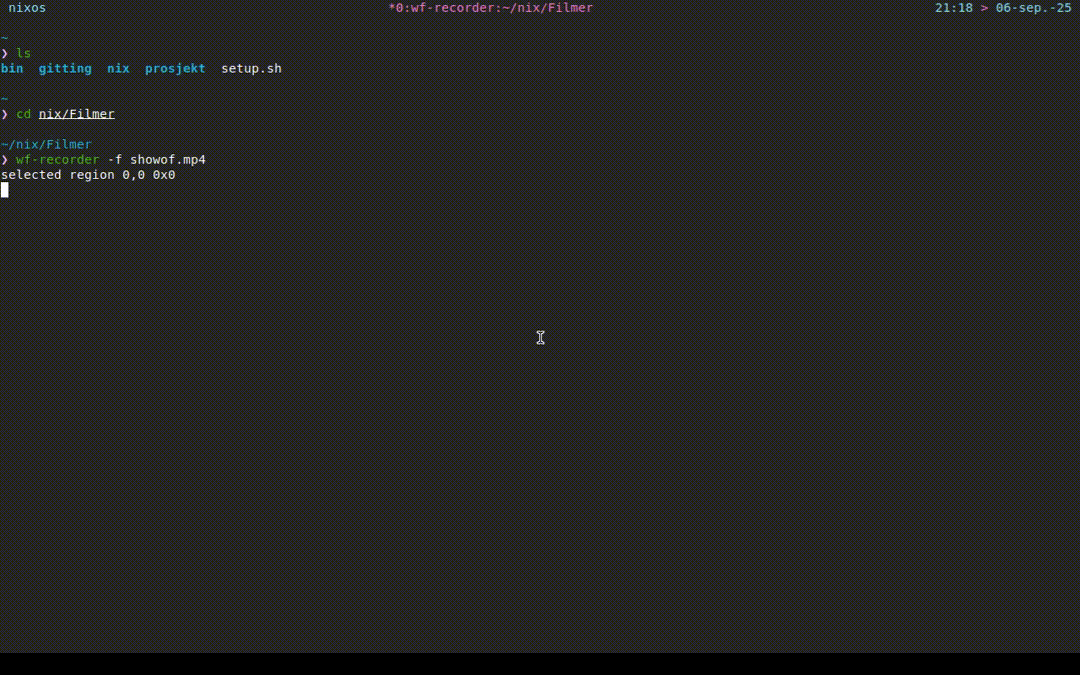 nixos *0:wf-recorder:~/nix/Filmer 21:18 > 06-sep.-25
~
❯ ls
bin gitting nix prosjekt setup.sh
~
❯ cd nix/Filmer
~/nix/Filmer
❯ wf-recorder -f showof.mp4
selected region 0,0 0x0